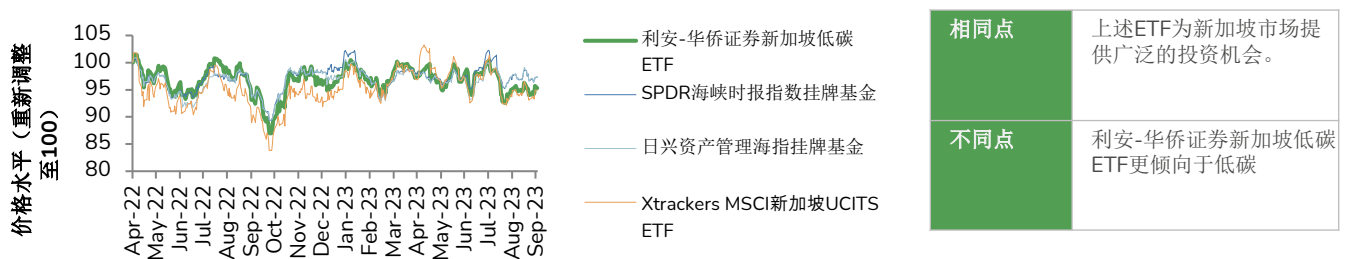 价格水平（重新调整
至100）
105
100
95
90
85
80
Apr-22
May-22
Jun-22
Jul-22
Aug-22
Sep-22
Oct-22
Nov-22
Dec-22
Jan-23
Feb-23
Mar-23
Apr-23
May-23
Jun-23
Jul-23
Aug-23
Sep-23
利安-华侨证券新加坡低碳
ETF
SPDR海峡时报指数挂牌基金
日兴资产管理海指挂牌基金
Xtrackers MSCI新加坡UCITS
ETF
相同点
上述ETF为新加坡市场提
供广泛的投资机会。
不同点
利安-华侨证券新加坡低碳
ETF更倾向于低碳